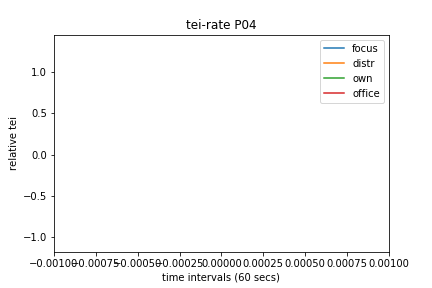 tei-rate P04
focus
distr
own
office
1.0
0.5
0.0
−0.5
−1.0
relative tei
−0.00100 −0.00075 −0.00050 −0.00025 0.00000 0.00025 0.00050 0.00075 0.00100
time intervals (60 secs)